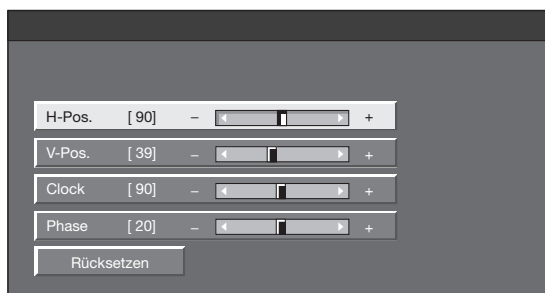 H-Pos. [ 90] – +
V-Pos. [ 39] – +
Clock [ 90] – +
Phase [ 20] – +
Rücksetzen